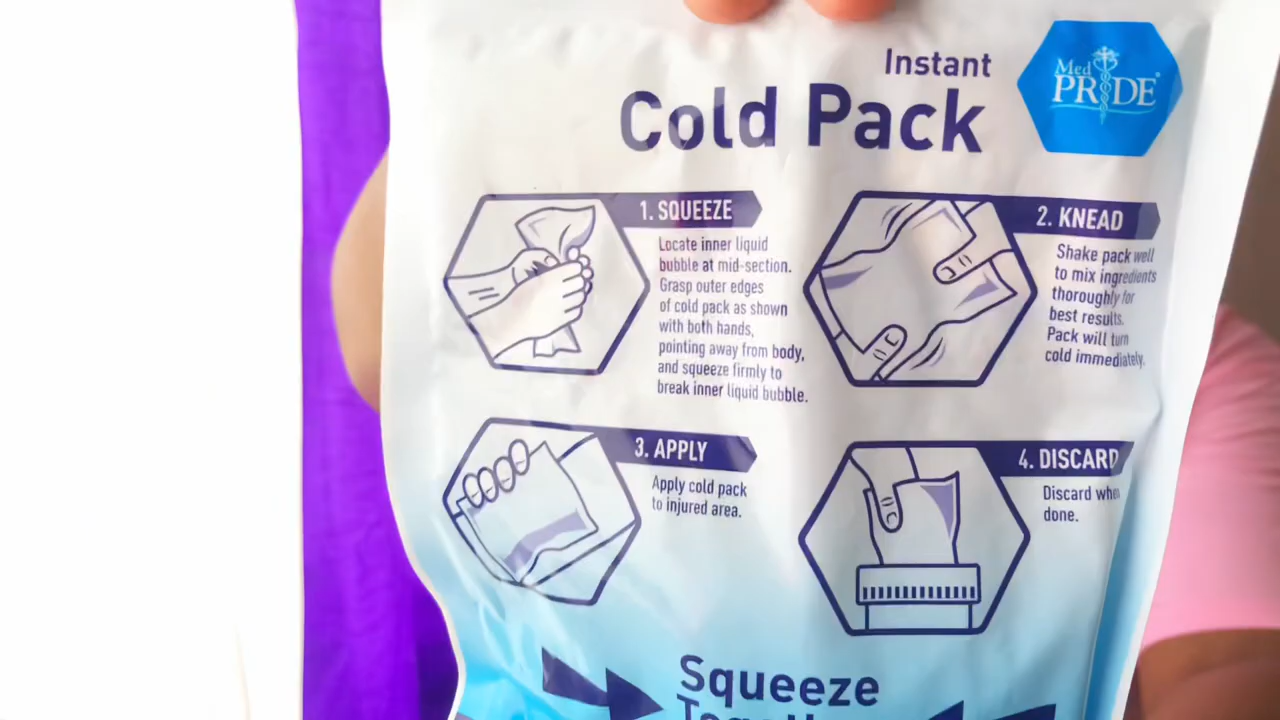 Instant
Cold Pack
Med
PRIDE®
1. SQUEEZE
Locate inner liquid
bubble at mid-section.
Grasp outer edges
of cold pack as shown
with both hands,
pointing away from body,
and squeeze firmly to
break inner liquid bubble.
2. KNEAD
Shake pack well
to mix ingredients
thoroughly for
best results.
Pack will turn
cold immediately.
3. APPLY
Apply cold pack
to injured area.
4. DISCARD
Discard when
done.
Squeeze